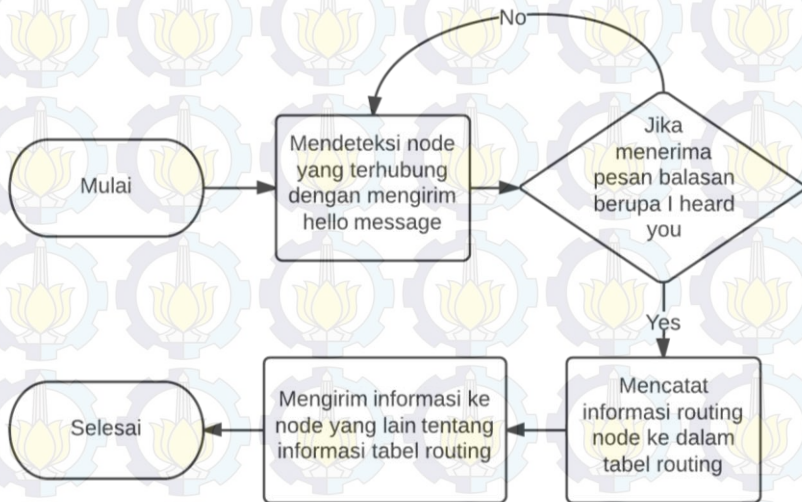 No
Mulai
Mendeteksi node
yang terhubung
dengan mengirim
hello message
Jika
menerima
pesan balasan
berupa I heard
you
Yes
Mencatat
informasi routing
node ke dalam
tabel routing
Mengirim informasi ke
node yang lain tentang
informasi tabel routing
Selesai